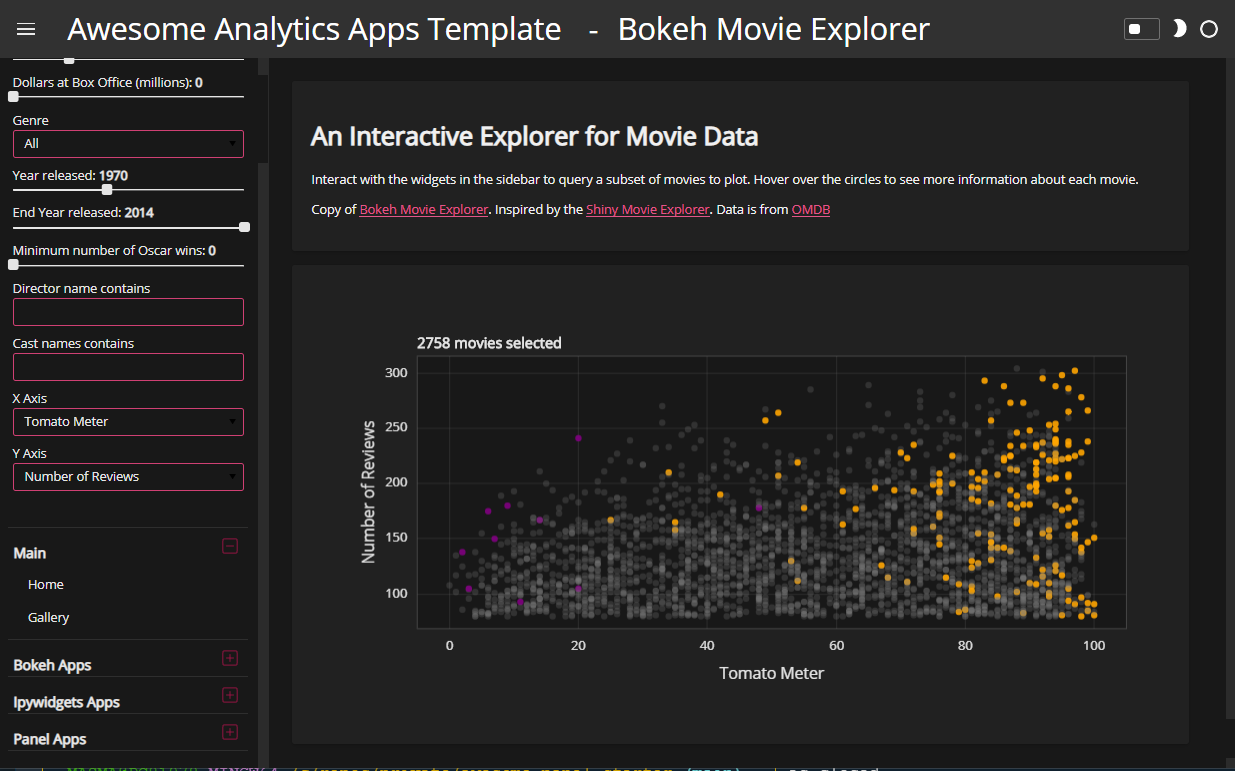 Awesome Analytics Apps Template - Bokeh Movie Explorer
Dollars at Box Office (millions): 0
Genre
All
Year released: 1970
End Year released: 2014
Minimum number of Oscar wins: 0
Director name contains
Cast names contains
X Axis
Tomato Meter
Y Axis
Number of Reviews
Main
Home
Gallery
Bokeh Apps
Ipywidgets Apps
Panel Apps
An Interactive Explorer for Movie Data
Interact with the widgets in the sidebar to query a subset of movies to plot. Hover over the circles to see more information about each movie.
Copy of Bokeh Movie Explorer. Inspired by the Shiny Movie Explorer. Data is from OMDB
2758 movies selected
300
250
200
150
100
Number of Reviews
0 20 40 60 80 100
Tomato Meter